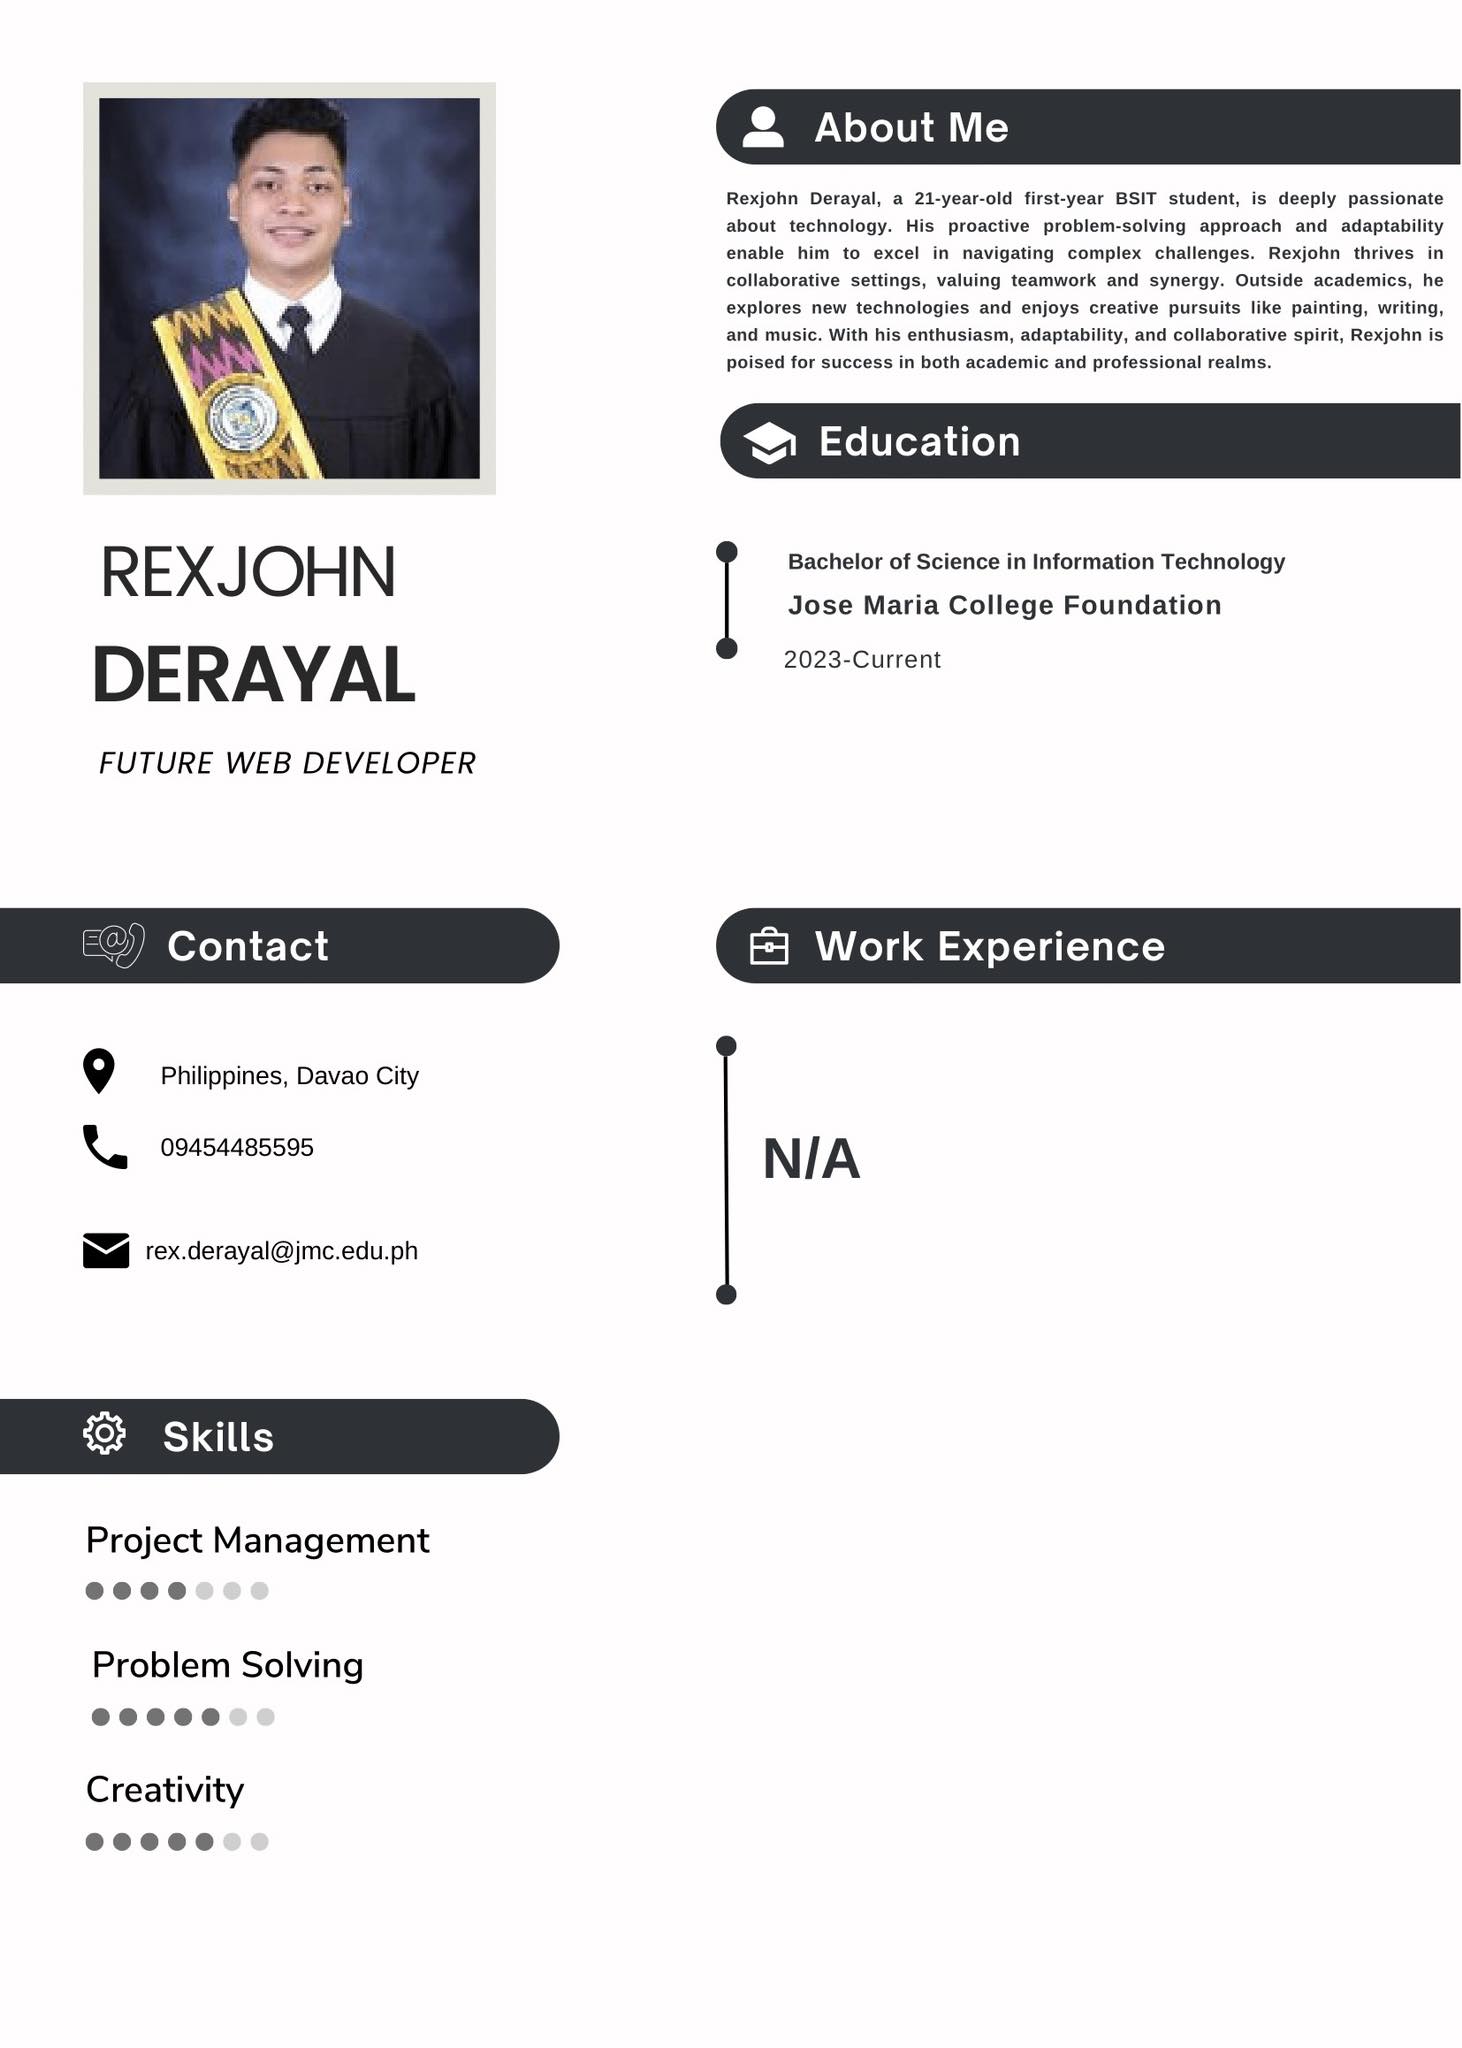 REXJOHN
DERAYAL
FUTURE WEB DEVELOPER
Contact
Philippines, Davao City
09454485595
rex.derayal@jmc.edu.ph
Skills
Project Management
Problem Solving
Creativity
About Me
Rexjohn Derayal, a 21-year-old first-year BSIT student, is deeply passionate
about technology. His proactive problem-solving approach and adaptability
enable him to excel in navigating complex challenges. Rexjohn thrives in
collaborative settings, valuing teamwork and synergy. Outside academics, he
explores new technologies and enjoys creative pursuits like painting, writing,
and music. With his enthusiasm, adaptability, and collaborative spirit, Rexjohn is
poised for success in both academic and professional realms.
Education
Bachelor of Science in Information Technology
Jose Maria College Foundation
2023-Current
Work Experience
N/A